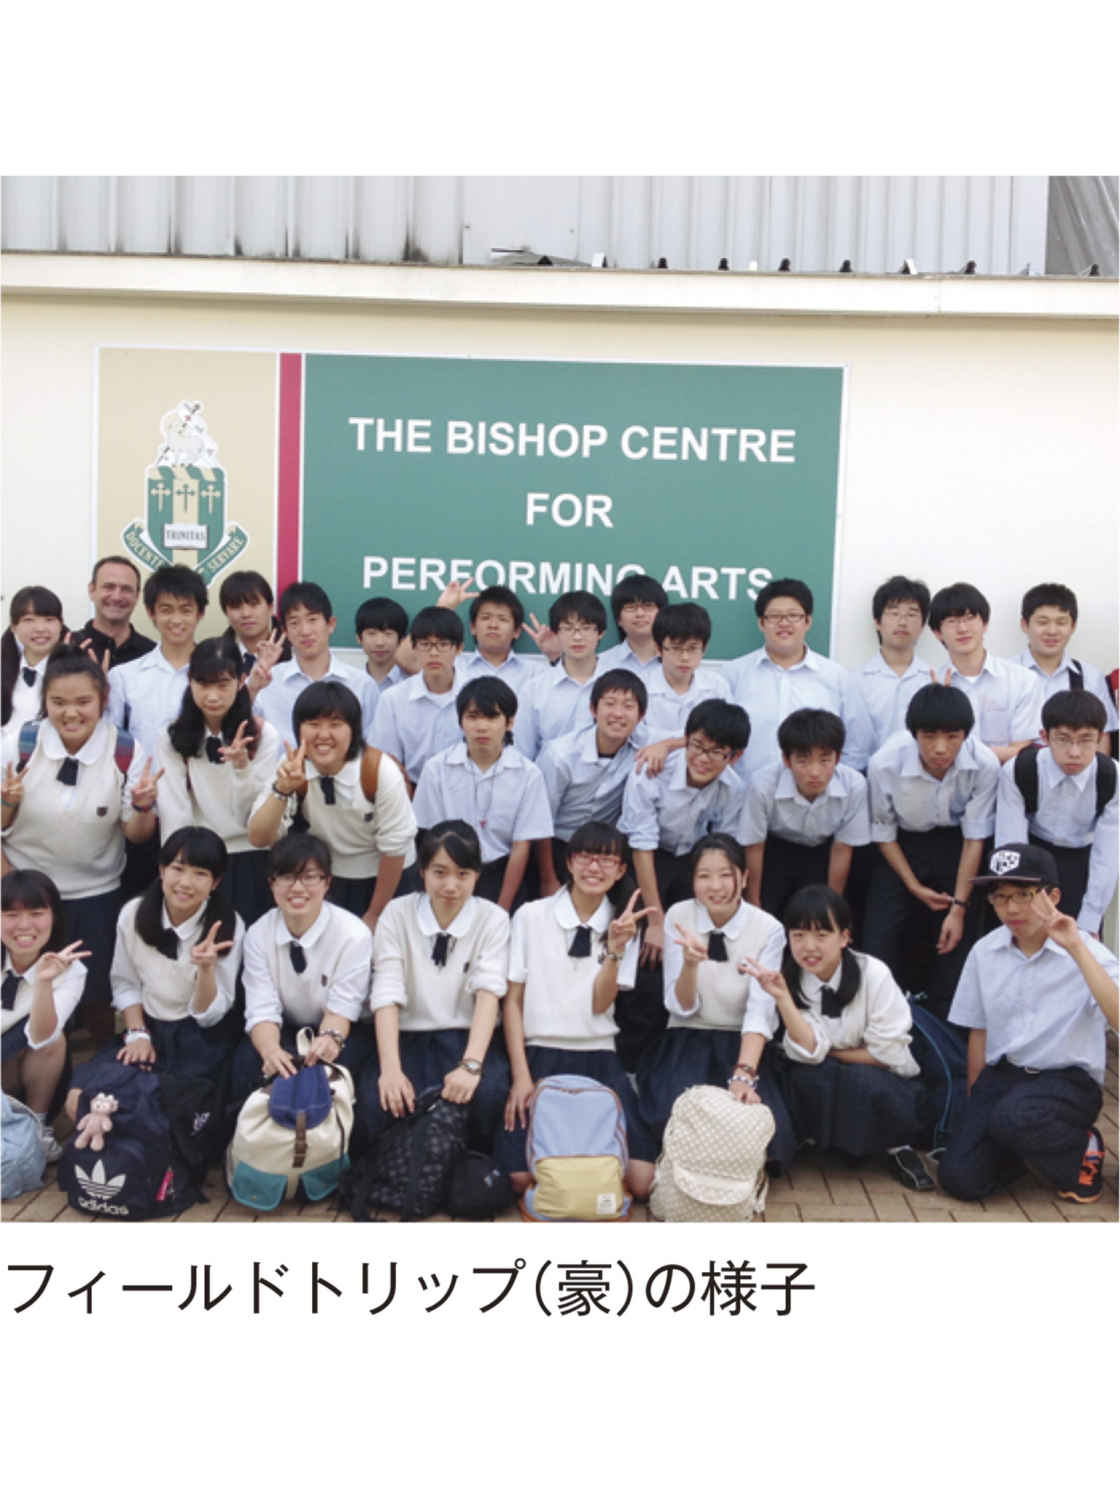 THE BISHOP CENTRE
FOR
PERFORMING ARTS
TRINITAS
DOCENTE SERVARE
adidas
フィールドトリップ(豪)の様子